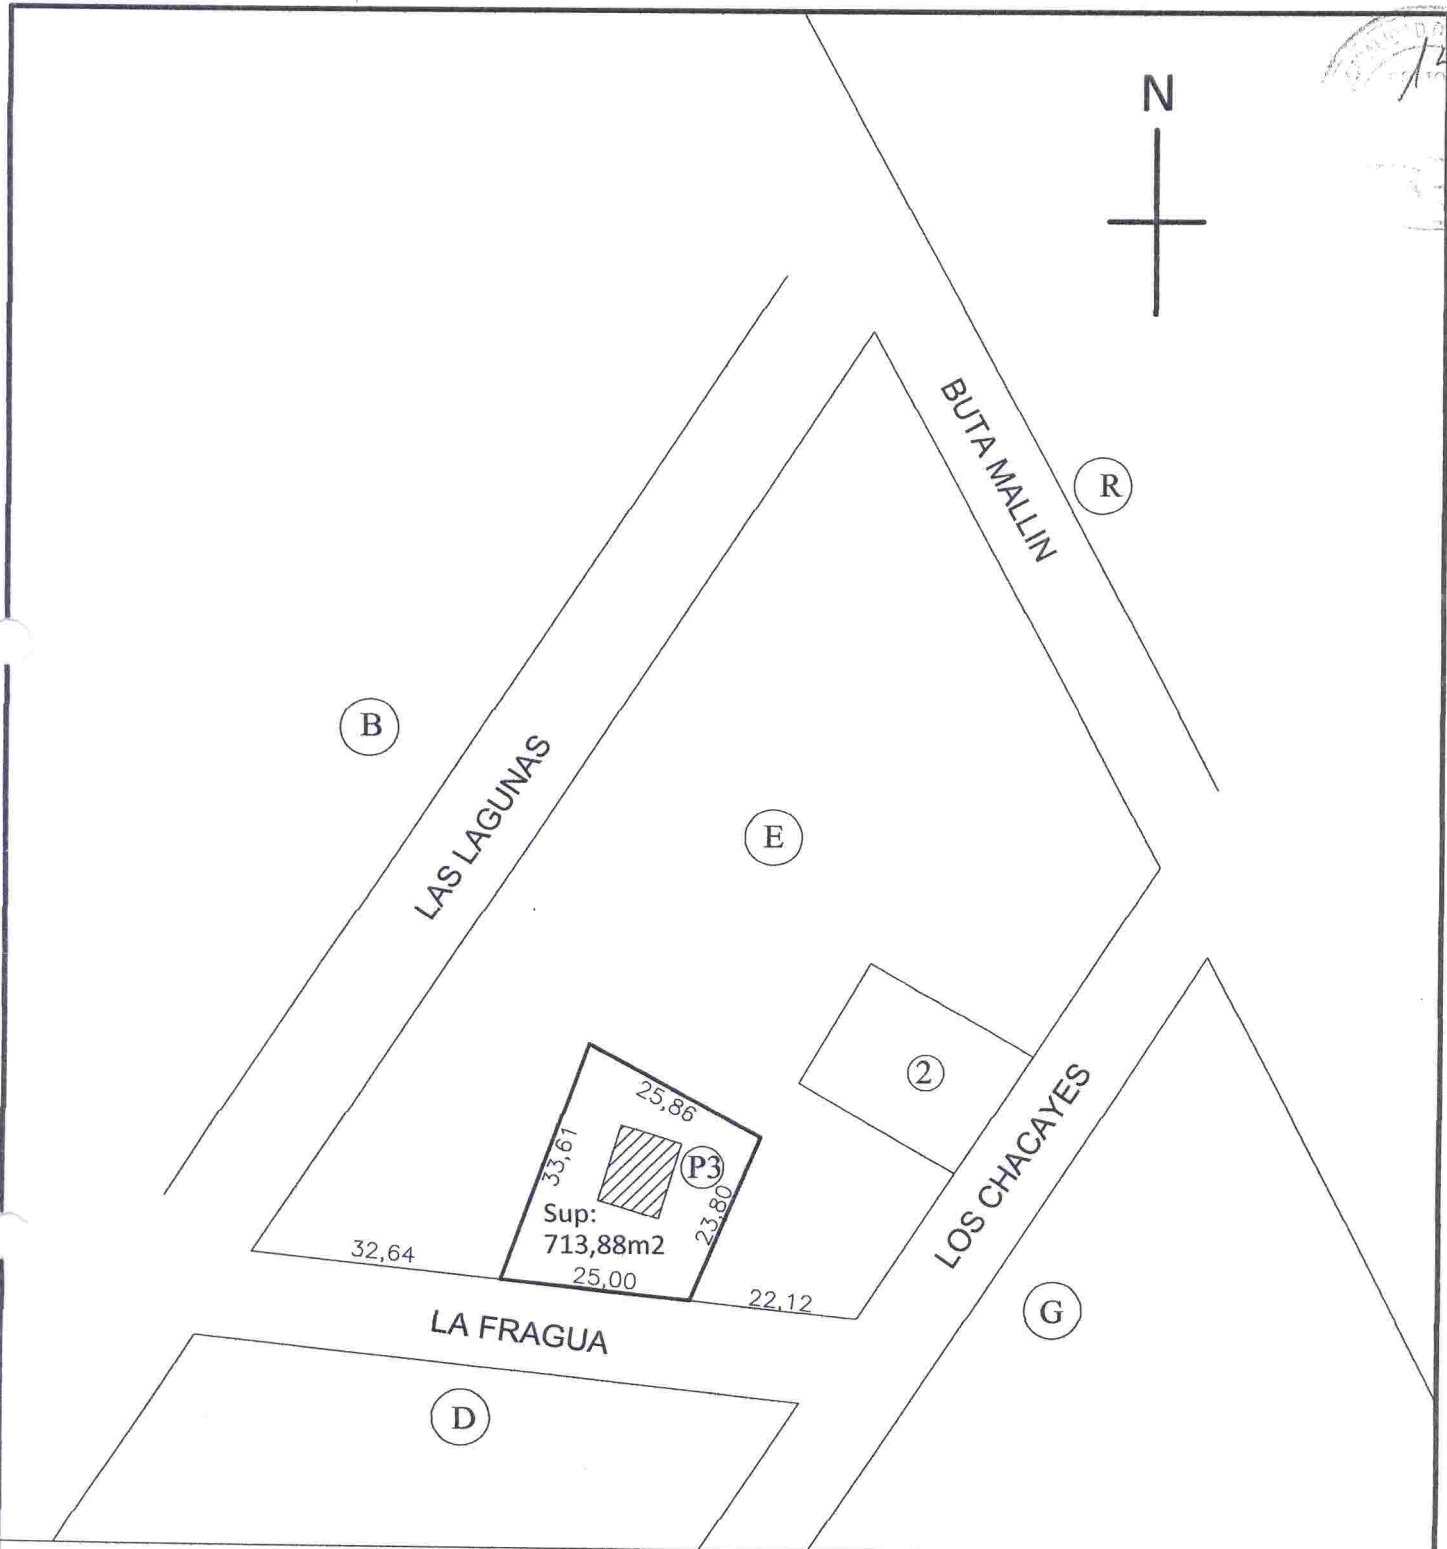 N
BUTA MALLIN
R
B
LAS LAGUNAS
E
2
LOS CHACAYES
25,86
33,61
P3
23,80
Sup:
713,88m2
32,64
25,00
22,12
LA FRAGUA
G
D